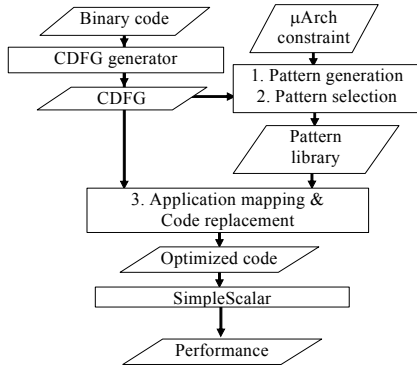 Binary code
μArch
constraint
CDFG generator
1. Pattern generation
2. Pattern selection
CDFG
Pattern
library
3. Application mapping &
Code replacement
Optimized code
SimpleScalar
Performance